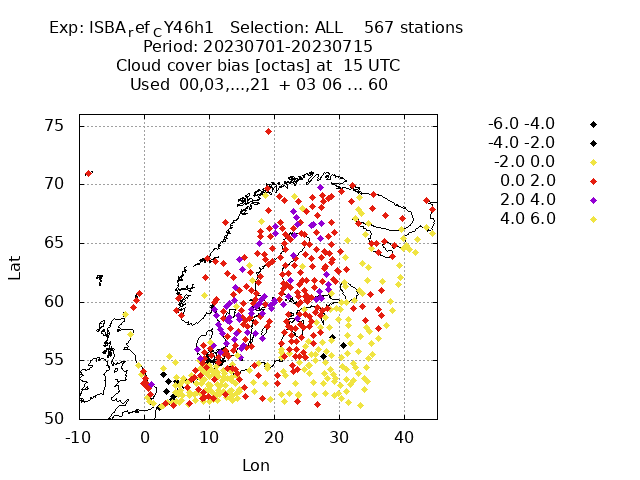 Exp: ISBA_ref_CY46h1 Selection: ALL 567 stations
Period: 20230701-20230715
Cloud cover bias [octas] at 15 UTC
Used 00,03,...,21 + 03 06 ... 60
-6.0 -4.0
-4.0 -2.0
-2.0 0.0
0.0 2.0
2.0 4.0
4.0 6.0
75
70
65
60
55
50
Lat
-10 0 10 20 30 40
Lon